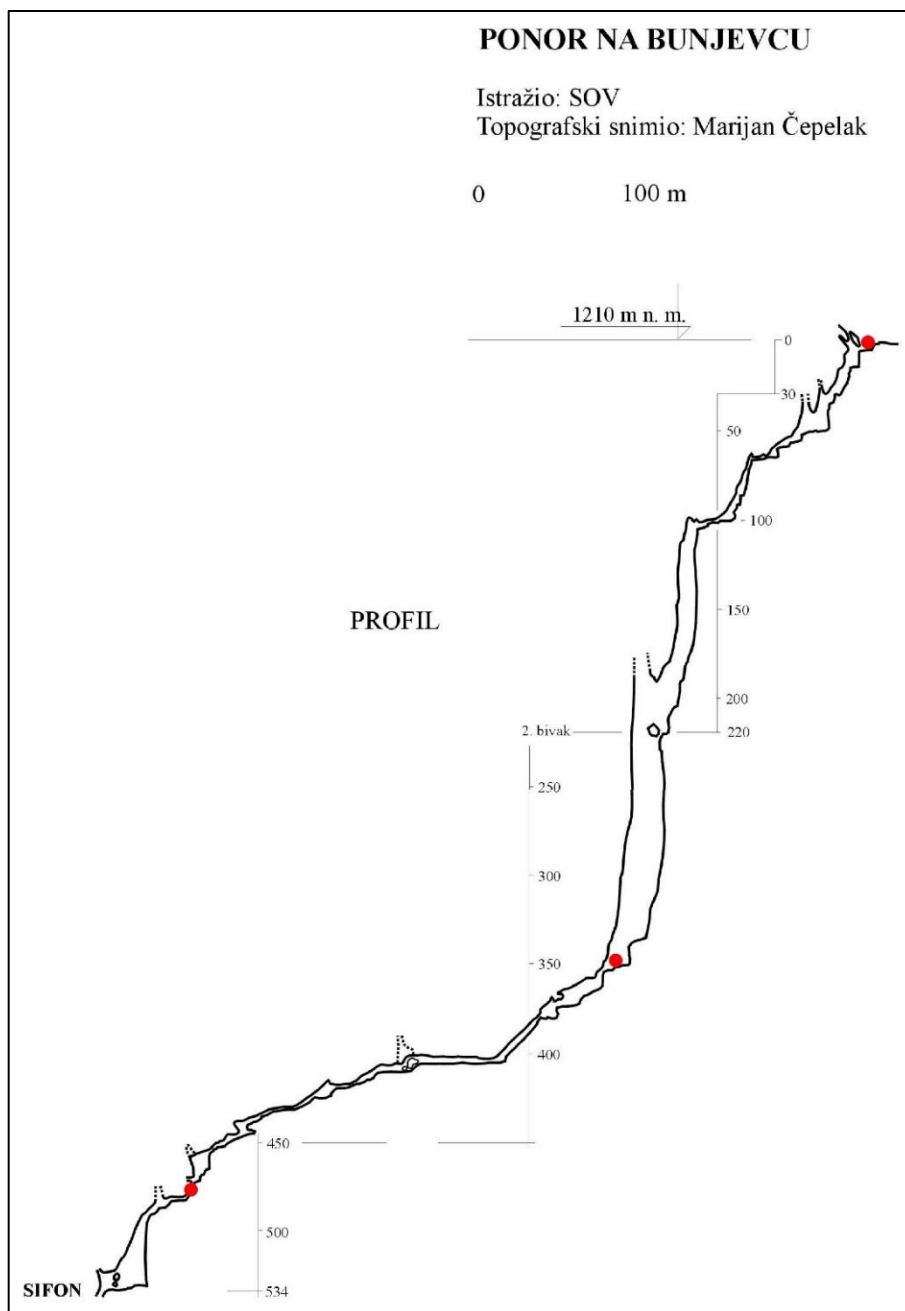 PONOR NA BUNJEVCU
Istražio: SOV
Topografski snimio: Marijan Čepelak
0 100 m
1210 m n. m.
0
30
50
100
150
PROFIL
200
2. bivak
220
250
300
350
400
450
500
SIFON
534